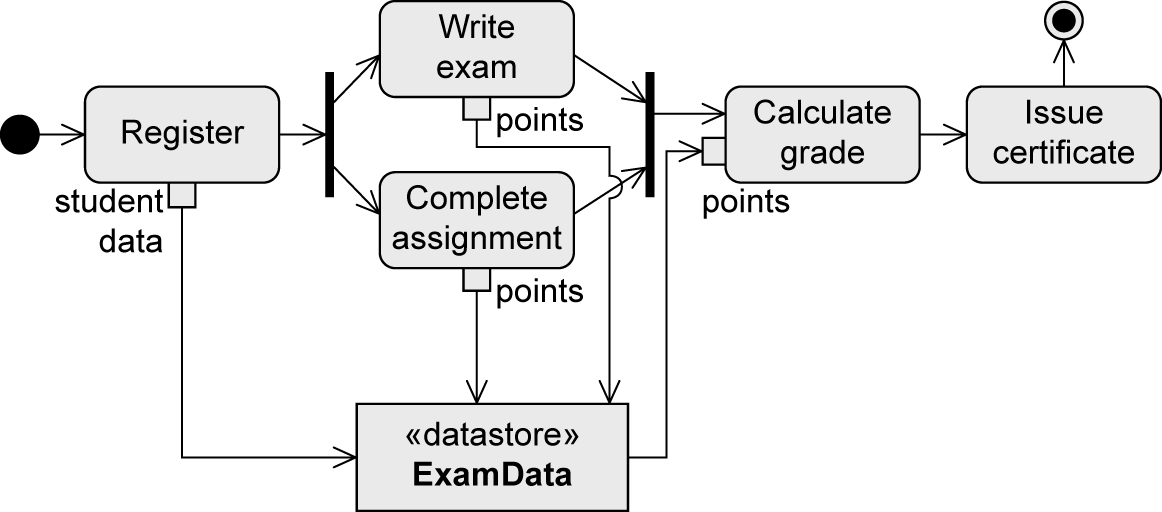 Write
exam
points
Register
student
data
Complete
assignment
points
Calculate
grade
points
Issue
certificate
«datastore»
ExamData